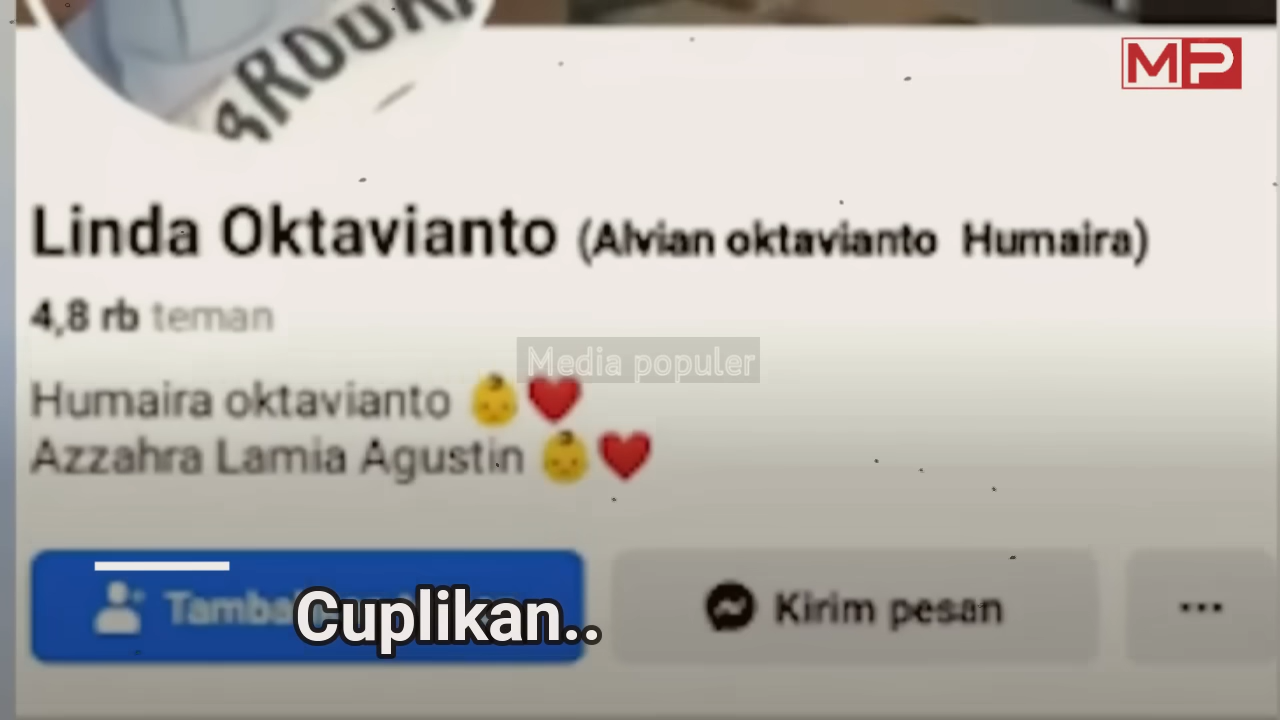 MP
Linda Oktavianto (Alvian oktavianto Humaira)
4,8 rb teman
Media populer
Humaira oktavianto 👶❤️
Azzahra Lamia Agustin 👶❤️
Kirim pesan
Cuplikan..